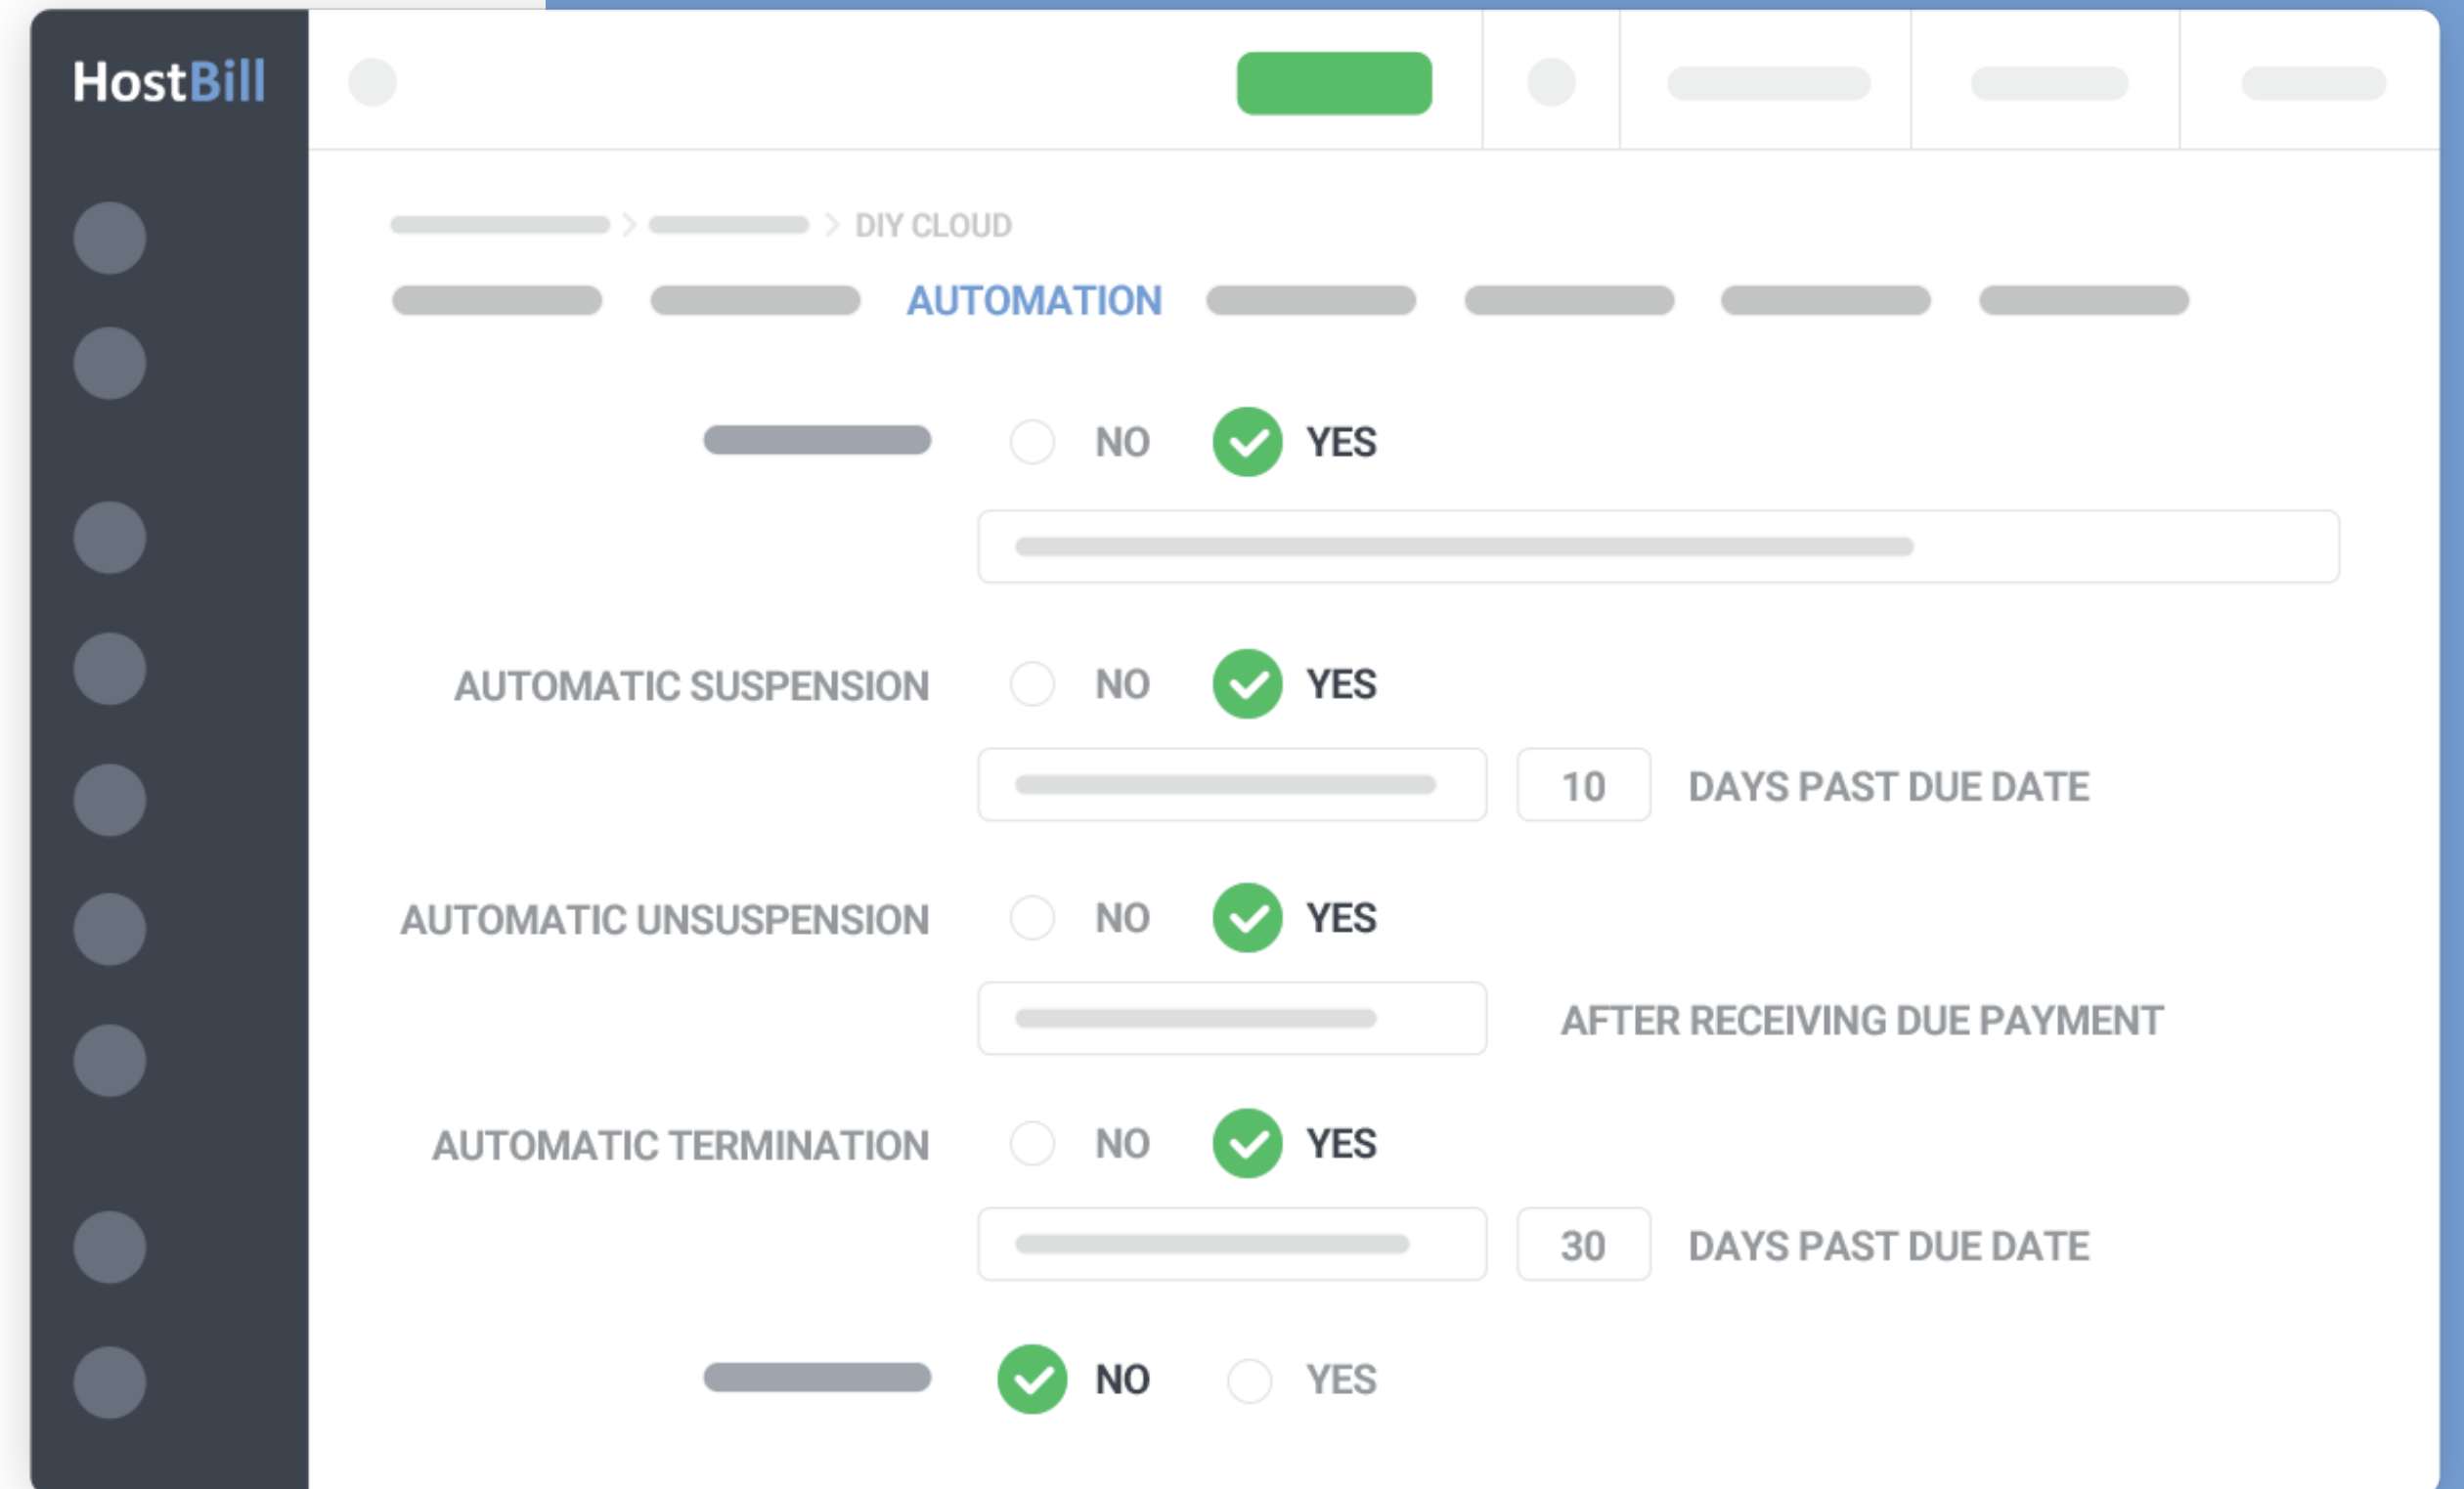 HostBill
DIY CLOUD
AUTOMATION
NO YES
AUTOMATIC SUSPENSION NO YES
10 DAYS PAST DUE DATE
AUTOMATIC UNSUSPENSION NO YES
AFTER RECEIVING DUE PAYMENT
AUTOMATIC TERMINATION NO YES
30 DAYS PAST DUE DATE
NO YES